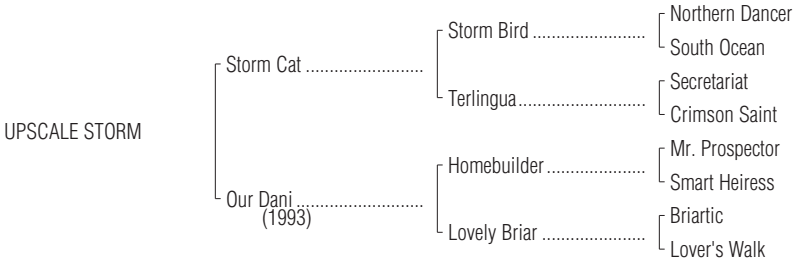 Northern Dancer
Storm Bird ........................
South Ocean
Storm Cat .........................
Secretariat
Terlingua ...........................
Crimson Saint
UPSCALE STORM
Mr. Prospector
Homebuilder .....................
Smart Heiress
Our Dani ...........................
(1993)
Briartic
Lovely Briar ......................
Lover's Walk